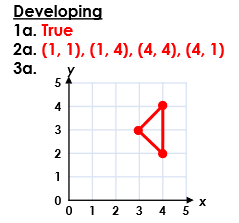 Developing
1a. True
2a. (1, 1), (1, 4), (4, 4), (4, 1)
3a.
y
5
4
3
2
1
0
0 1 2 3 4 5 x